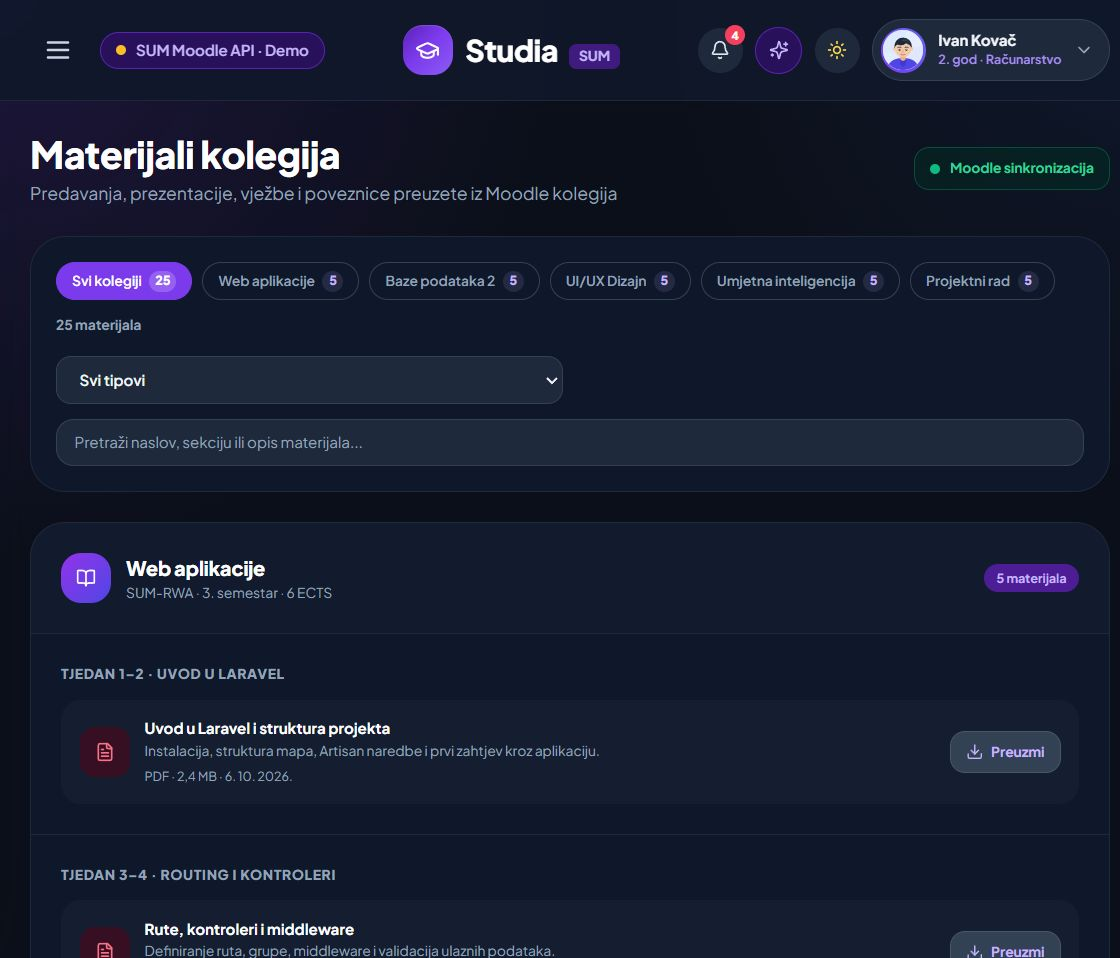 SUM Moodle API · Demo
Studia SUM
4
Ivan Kovač
2. god · Računarstvo
Materijali kolegija
Predavanja, prezentacije, vježbe i poveznice preuzete iz Moodle kolegija
Moodle sinkronizacija
Svi kolegiji 25 Web aplikacije 5 Baze podataka 2 5 UI/UX Dizajn 5 Umjetna inteligencija 5 Projektni rad 5
25 materijala
Svi tipovi
Pretraži naslov, sekciju ili opis materijala...
Web aplikacije
SUM-RWA · 3. semestar · 6 ECTS
5 materijala
TJEDAN 1–2 · UVOD U LARAVEL
Uvod u Laravel i struktura projekta
Instalacija, struktura mapa, Artisan naredbe i prvi zahtjev kroz aplikaciju.
PDF · 2,4 MB · 6. 10. 2026.
Preuzmi
TJEDAN 3–4 · ROUTING I KONTROLERI
Rute, kontroleri i middleware
Definiranje ruta, grupe, middleware i validacija ulaznih podataka.
Preuzmi